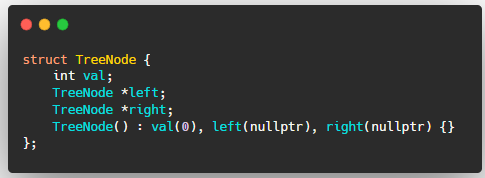 struct TreeNode {
    int val;
    TreeNode *left;
    TreeNode *right;
    TreeNode() : val(0), left(nullptr), right(nullptr) {}
};